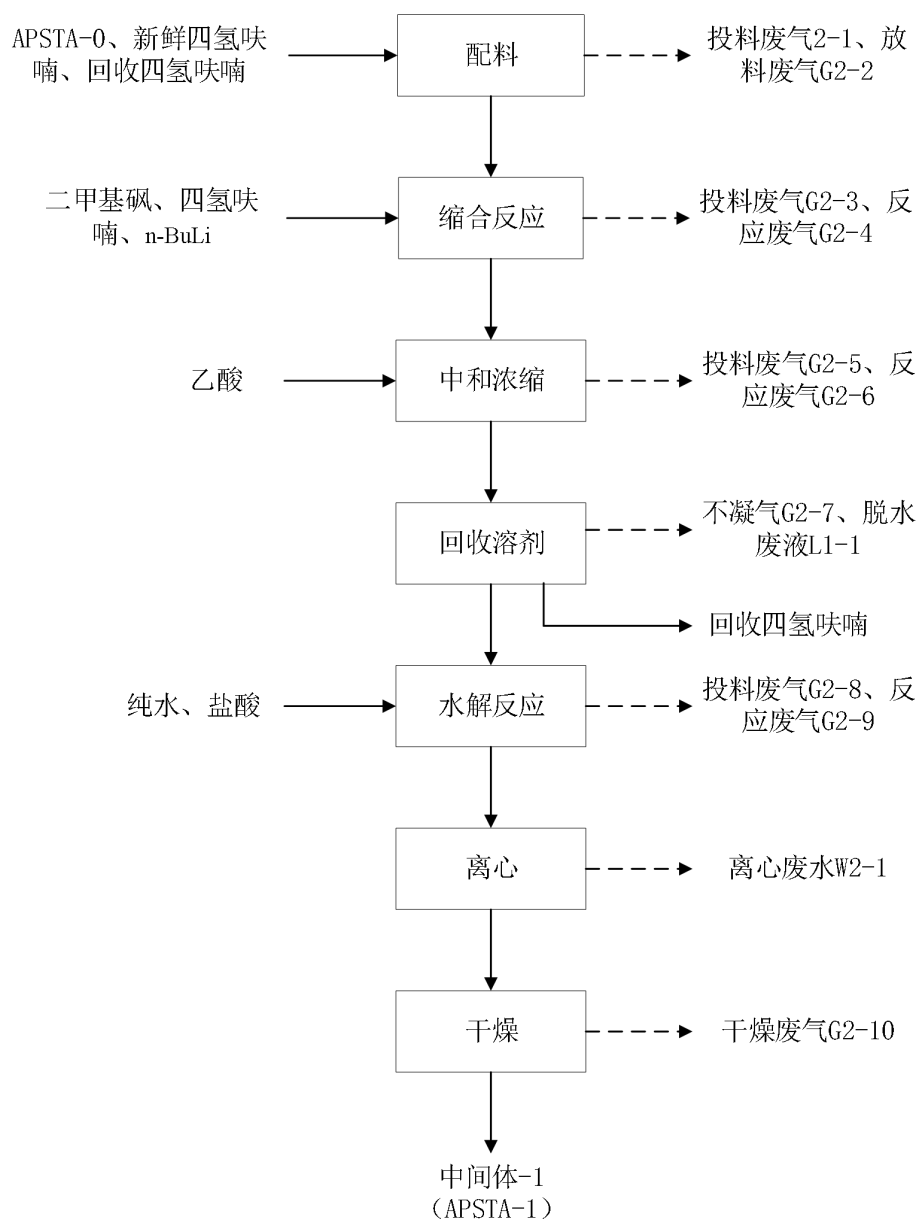 APSTA-0、新鲜四氢呋
喃、回收四氢呋喃
配料
投料废气2-1、放
料废气G2-2
二甲基砜、四氢呋
喃、n-BuLi
缩合反应
投料废气G2-3、反
应废气G2-4
乙酸
中和浓缩
投料废气G2-5、反
应废气G2-6
回收溶剂
不凝气G2-7、脱水
废液L1-1
回收四氢呋喃
纯水、盐酸
水解反应
投料废气G2-8、反
应废气G2-9
离心
离心废水W2-1
干燥
干燥废气G2-10
中间体-1
（APSTA-1）